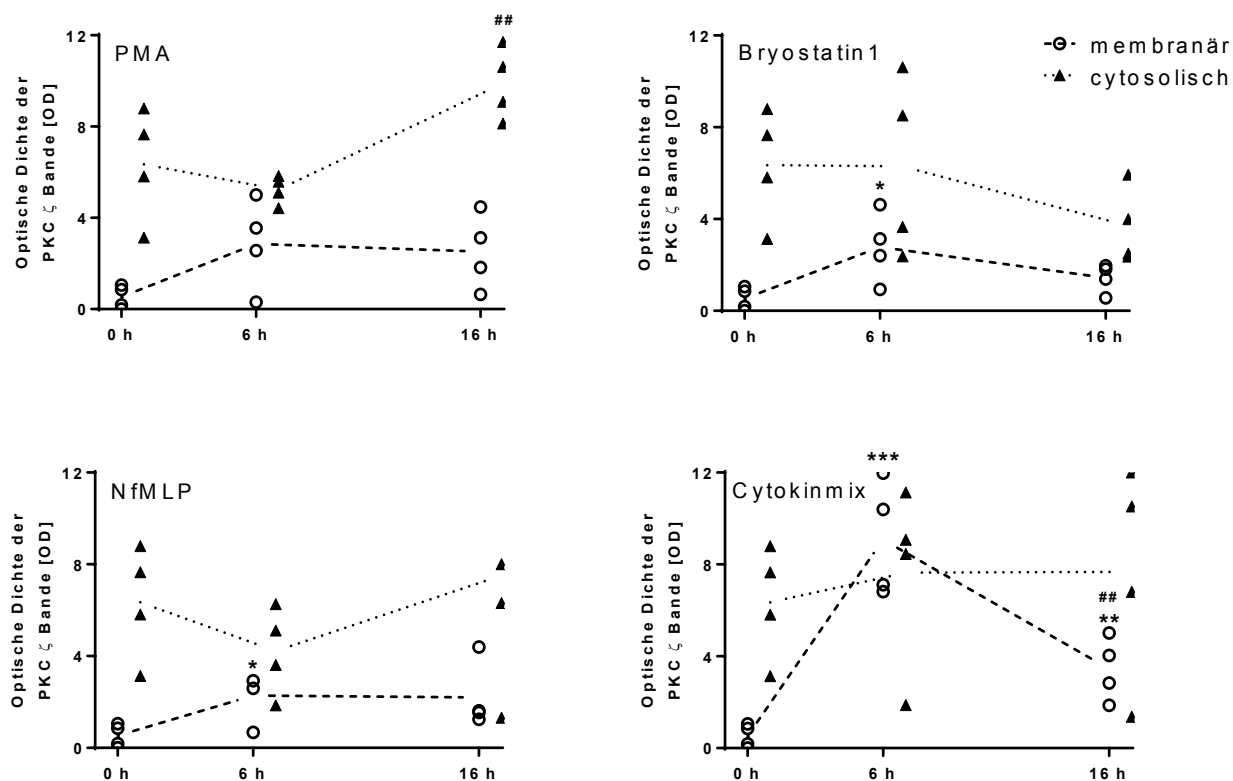 ##
12
PMA
8
4
0
0 h
6 h
16 h
Optische Dichte der
PKC ζ Bande [OD]
12
Bryostatin1
8
*
4
0
0 h
6 h
16 h
Optische Dichte der
PKC ζ Bande [OD]
membranär
cytosolisch
12
NfMLP
8
4
*
0
0 h
6 h
16 h
Optische Dichte der
PKC ζ Bande [OD]
12
***
Cytokinmix
8
##
**
4
0
0 h
6 h
16 h
Optische Dichte der
PKC ζ Bande [OD]